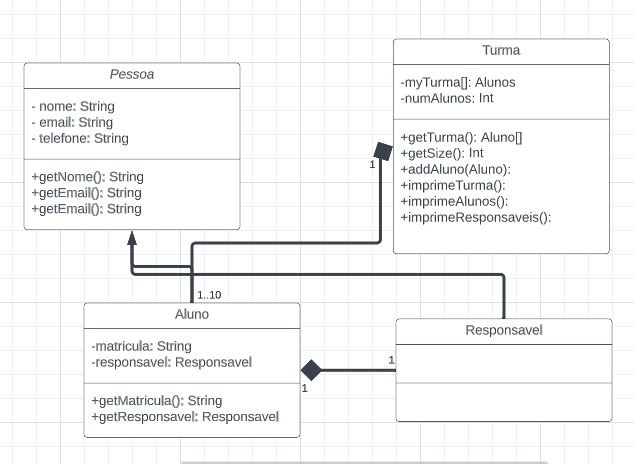 Pessoa
- nome: String
- email: String
- telefone: String
+getNome(): String
+getEmail(): String
+getEmail(): String
Turma
-myTurma[]: Alunos
-numAlunos: Int
+getTurma(): Aluno[]
+getSize(): Int
+addAluno(Aluno):
+imprimeTurma():
+imprimeAlunos():
+imprimeResponsaveis():
1
1..10
Aluno
-matricula: String
-responsavel: Responsavel
+getMatricula(): String
+getResponsavel: Responsavel
1
1
Responsavel